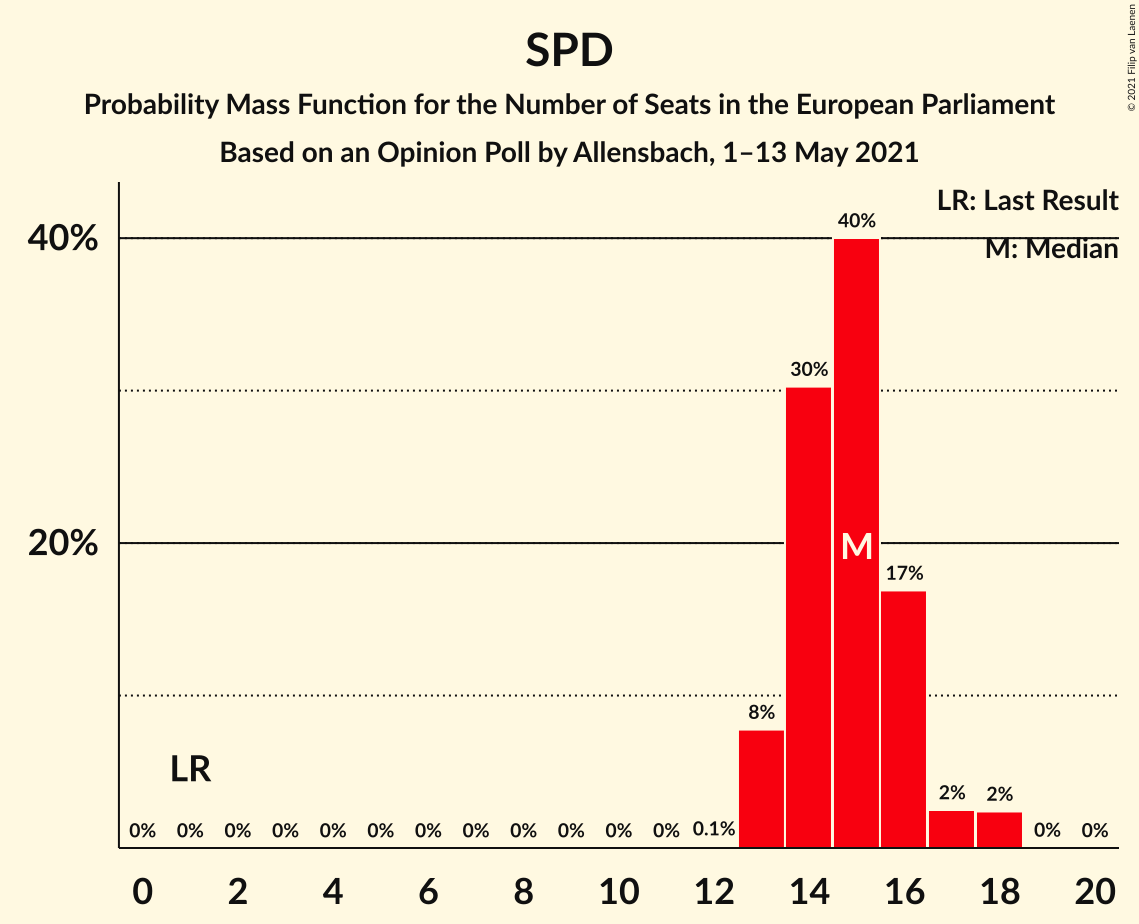 SPD
Probability Mass Function for the Number of Seats in the European Parliament
Based on an Opinion Poll by Allensbach, 1–13 May 2021
© 2021 Filip van Laenen
LR: Last Result
M: Median
40%
20%
40%
30%
M
17%
8%
LR
2%
2%
0% 0% 0% 0% 0% 0% 0% 0% 0% 0% 0% 0% 0.1% 0% 0%
0 2 4 6 8 10 12 14 16 18 20